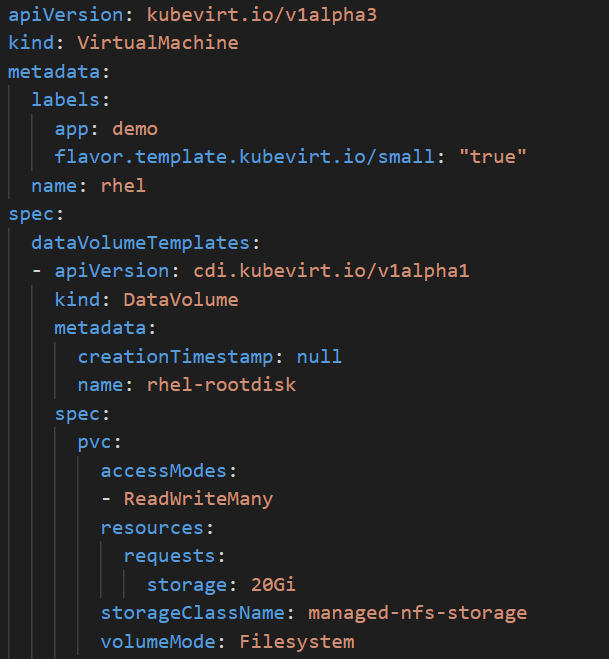 apiVersion: kubevirt.io/v1alpha3
kind: VirtualMachine
metadata:
  labels:
    app: demo
    flavor.template.kubevirt.io/small: "true"
  name: rhel
spec:
  dataVolumeTemplates:
  - apiVersion: cdi.kubevirt.io/v1alpha1
    kind: DataVolume
    metadata:
      creationTimestamp: null
      name: rhel-rootdisk
    spec:
      pvc:
        accessModes:
        - ReadWriteMany
        resources:
          requests:
            storage: 20Gi
        storageClassName: managed-nfs-storage
        volumeMode: Filesystem